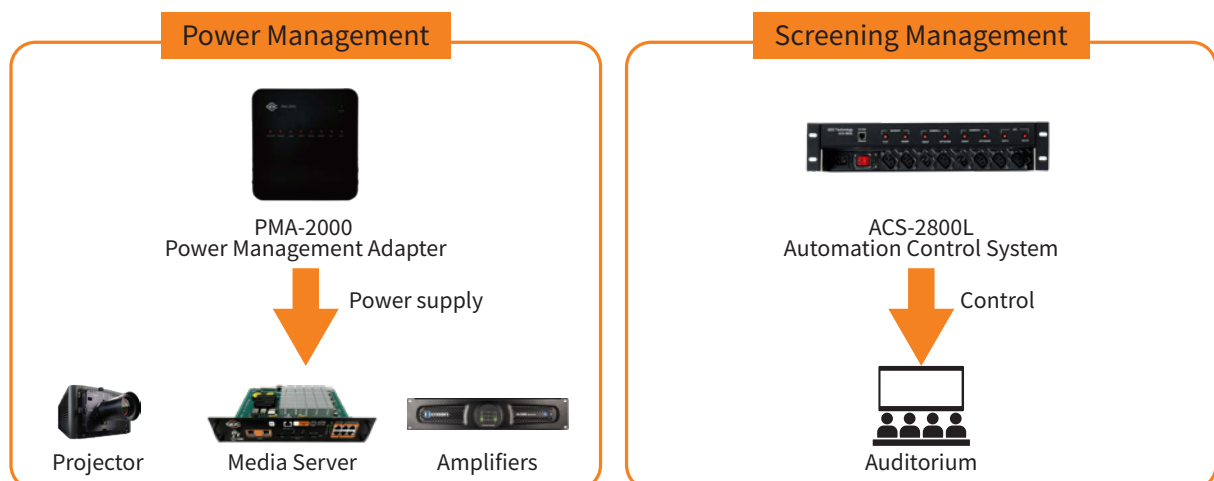 Power Management
PMA-2000
Power Management Adapter
Power supply
Projector
Media Server
Amplifiers
Screening Management
ACS-2800L
Automation Control System
Control
Auditorium